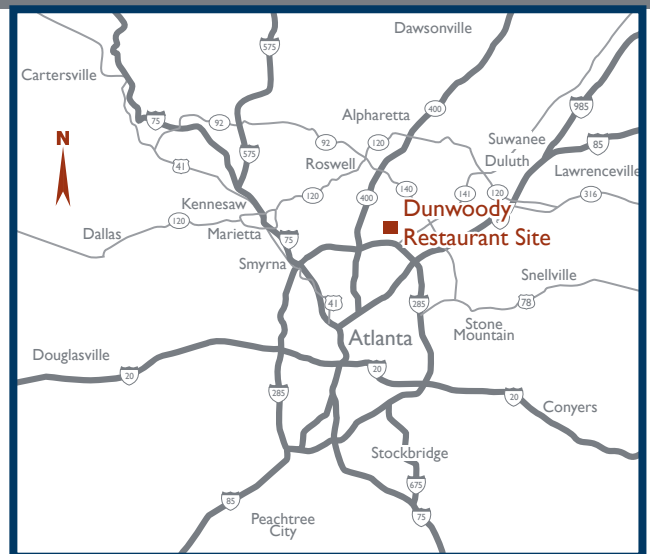 Dawsonville
575
Cartersville
985
400
Alpharetta
75
92
92
120
Suwanee
85
575
Duluth
N
Roswell
41
Lawrenceville
140
141
120
316
120
400
Kennesaw
Dunwoody
120
Marietta
75
Dallas
Restaurant Site
Smyrna
Snellville
41
285
78
Stone
Mountain
Atlanta
Douglasville
20
20
285
20
Conyers
Stockbridge
675
85
75
Peachtree
City